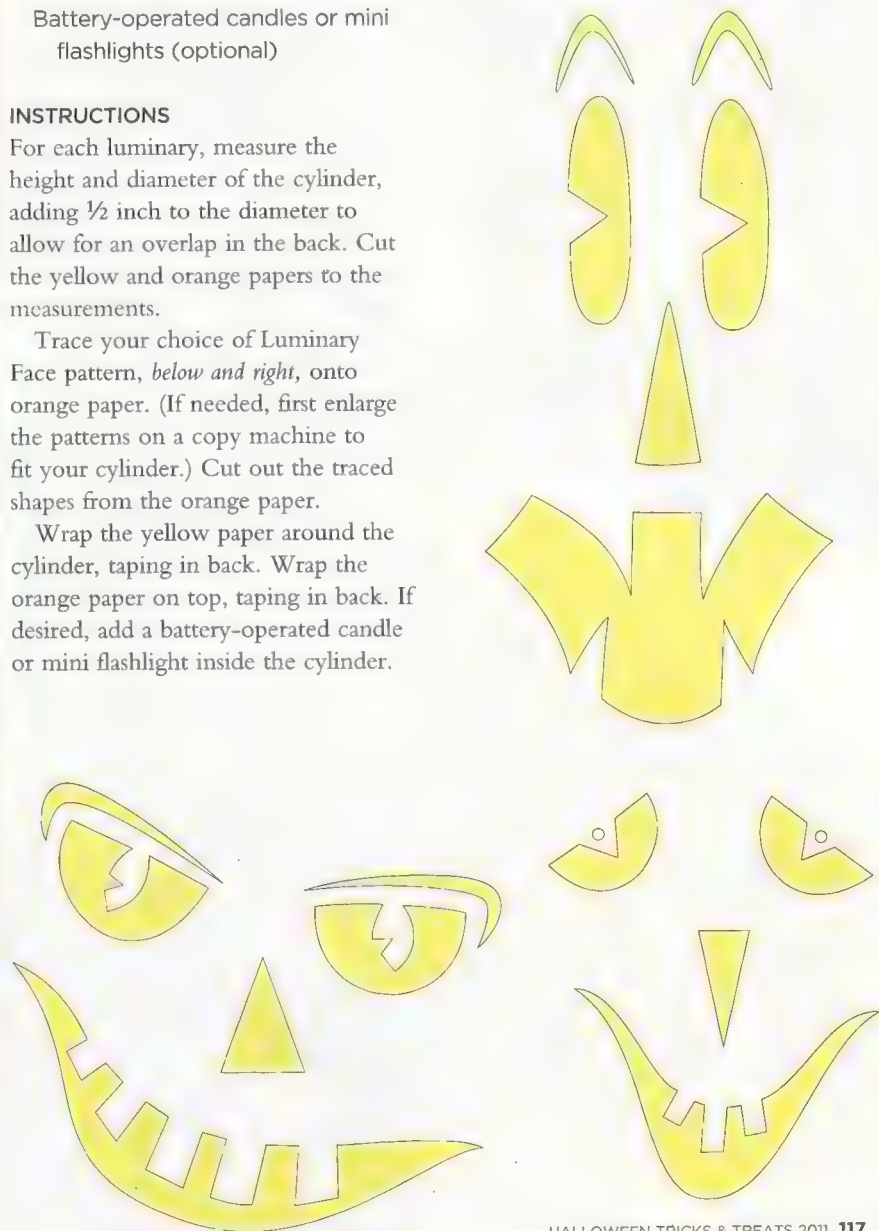 Battery-operated candles or mini
flashlights (optional)
INSTRUCTIONS
For each luminary, measure the
height and diameter of the cylinder,
adding ½ inch to the diameter to
allow for an overlap in the back. Cut
the yellow and orange papers to the
measurements.
Trace your choice of Luminary
Face pattern, below and right, onto
orange paper. (If needed, first enlarge
the patterns on a copy machine to
fit your cylinder.) Cut out the traced
shapes from the orange paper.
Wrap the yellow paper around the
cylinder, taping in back. Wrap the
orange paper on top, taping in back. If
desired, add a battery-operated candle
or mini flashlight inside the cylinder.
HALLOWEEN TRICKS & TREATS 2011 117